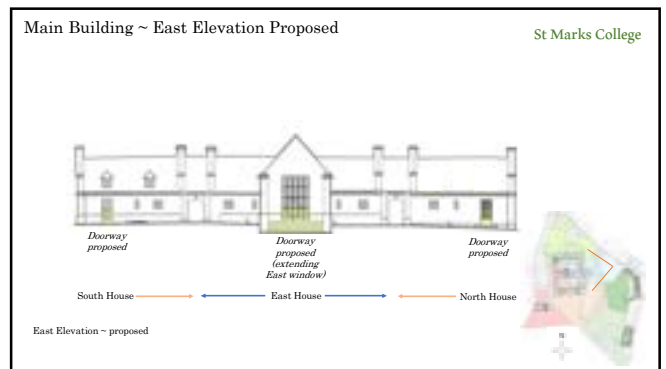 Main Building ~ East Elevation Proposed
St Marks College
Doorway
proposed
Doorway
proposed
(extending
East window)
Doorway
proposed
South House
East House
North House
East Elevation ~ proposed